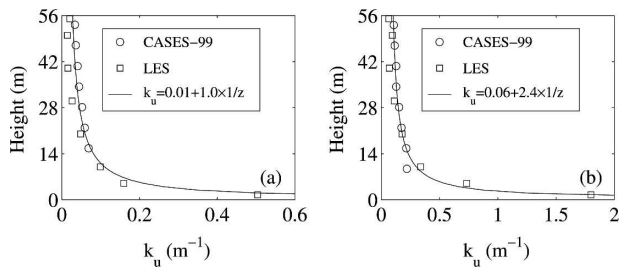 56
42
28
14
0
Height (m)
CASES-99
LES
k_u=0.01+1.0×1/z
(a)
0 0.2 0.4 0.6
k_u (m⁻¹)
56
42
28
14
0
Height (m)
CASES-99
LES
k_u=0.06+2.4×1/z
(b)
0 0.5 1 1.5 2
k_u (m⁻¹)